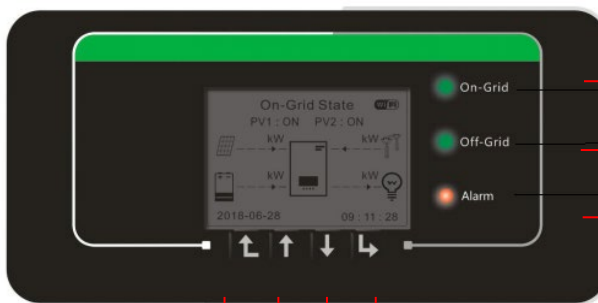 On-Grid State WiFi
PV1 : ON PV2 : ON
kW kW
kW kW
2018-06-28 09 : 11 : 28
On-Grid
Off-Grid
Alarm